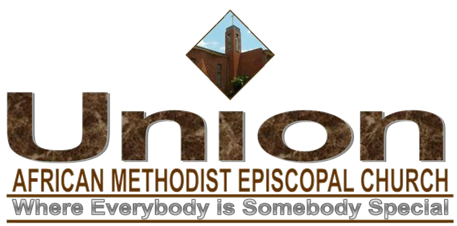 Union
AFRICAN METHODIST EPISCOPAL CHURCH
Where Everybody is Somebody Special